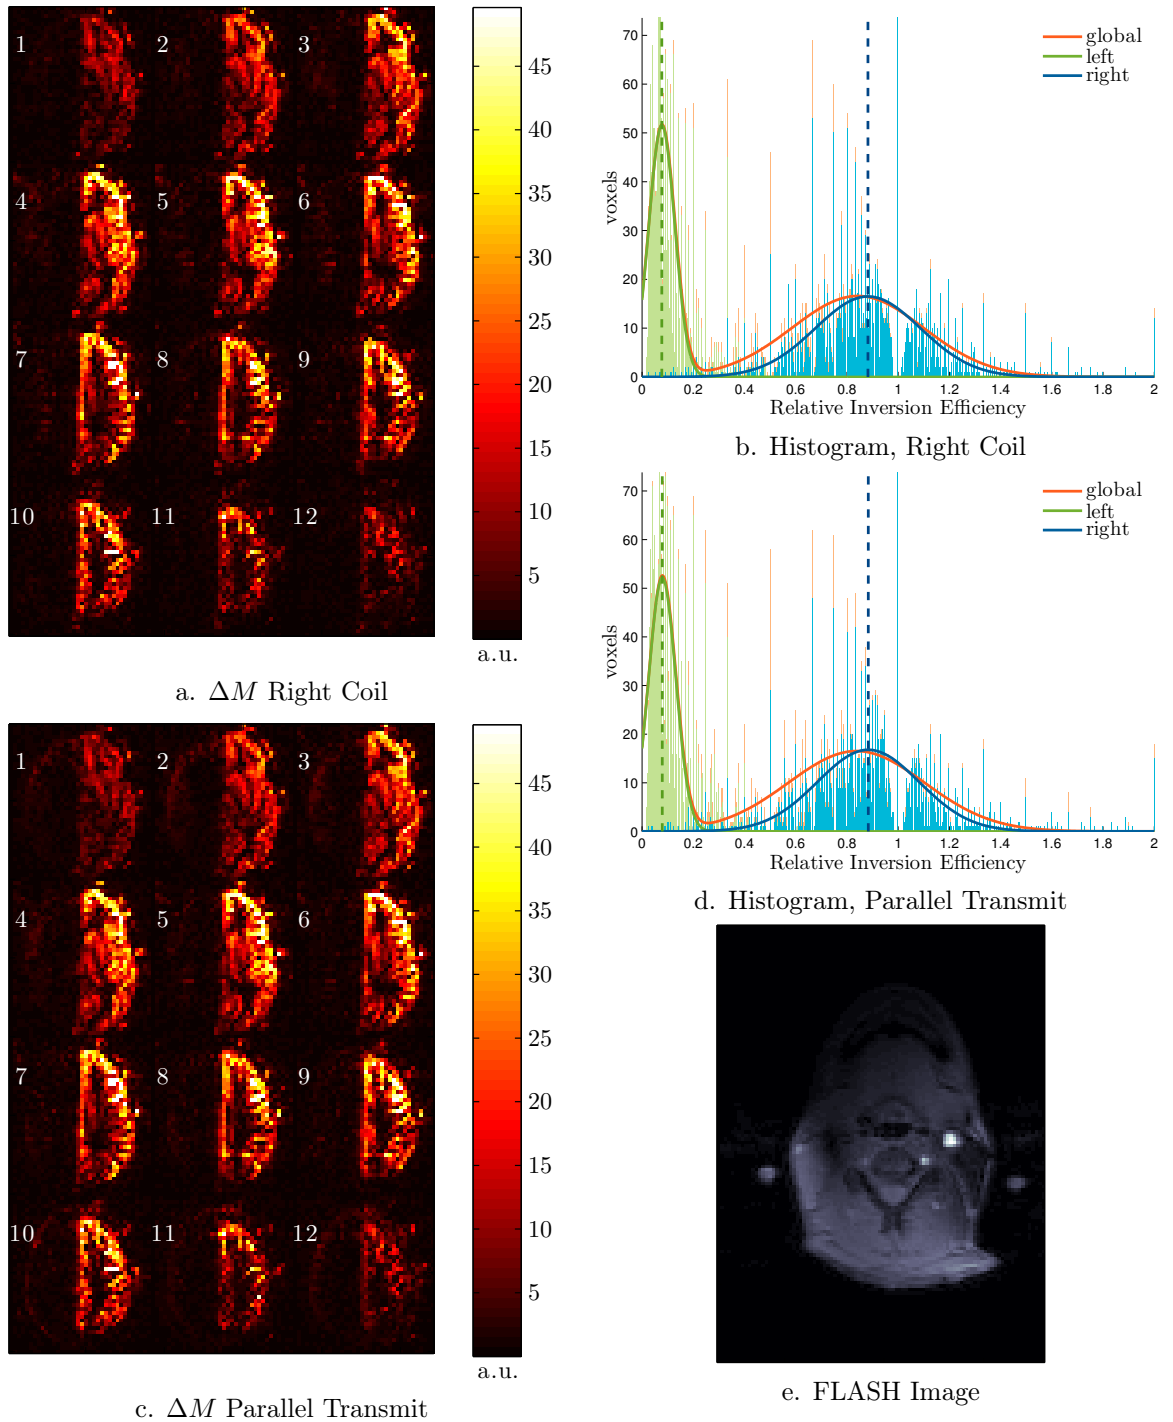 1 2 3
4 5 6
7 8 9
10 11 12
45
40
35
30
25
20
15
10
5
a.u.
a. ΔM Right Coil
70
60
50
40
30
20
10
0
voxels
global
left
right
0 0.2 0.4 0.6 0.8 1 1.2 1.4 1.6 1.8 2
Relative Inversion Efficiency
b. Histogram, Right Coil
1 2 3
4 5 6
7 8 9
10 11 12
45
40
35
30
25
20
15
10
5
a.u.
c. ΔM Parallel Transmit
70
60
50
40
30
20
10
0
voxels
global
left
right
0 0.2 0.4 0.6 0.8 1 1.2 1.4 1.6 1.8 2
Relative Inversion Efficiency
d. Histogram, Parallel Transmit
e. FLASH Image